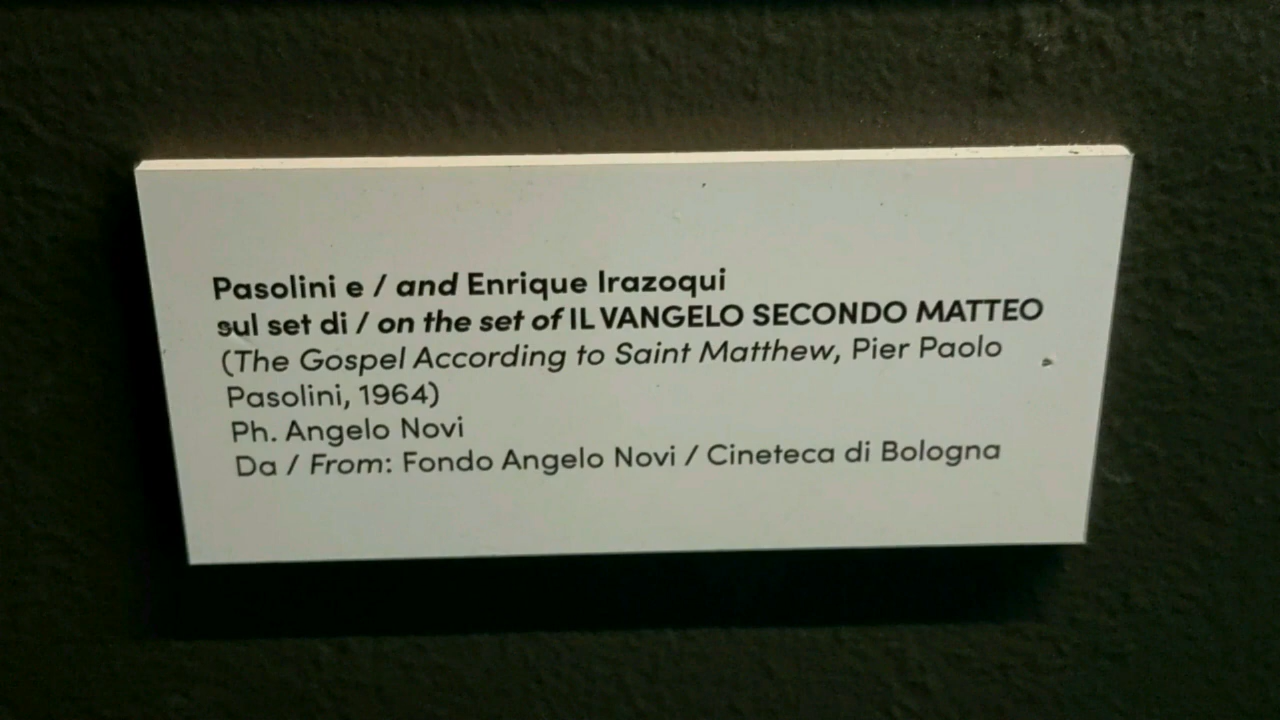 Pasolini e / and Enrique Irazoqui
sul set di / on the set of IL VANGELO SECONDO MATTEO
(The Gospel According to Saint Matthew, Pier Paolo
Pasolini, 1964)
Ph. Angelo Novi
Da / From: Fondo Angelo Novi / Cineteca di Bologna